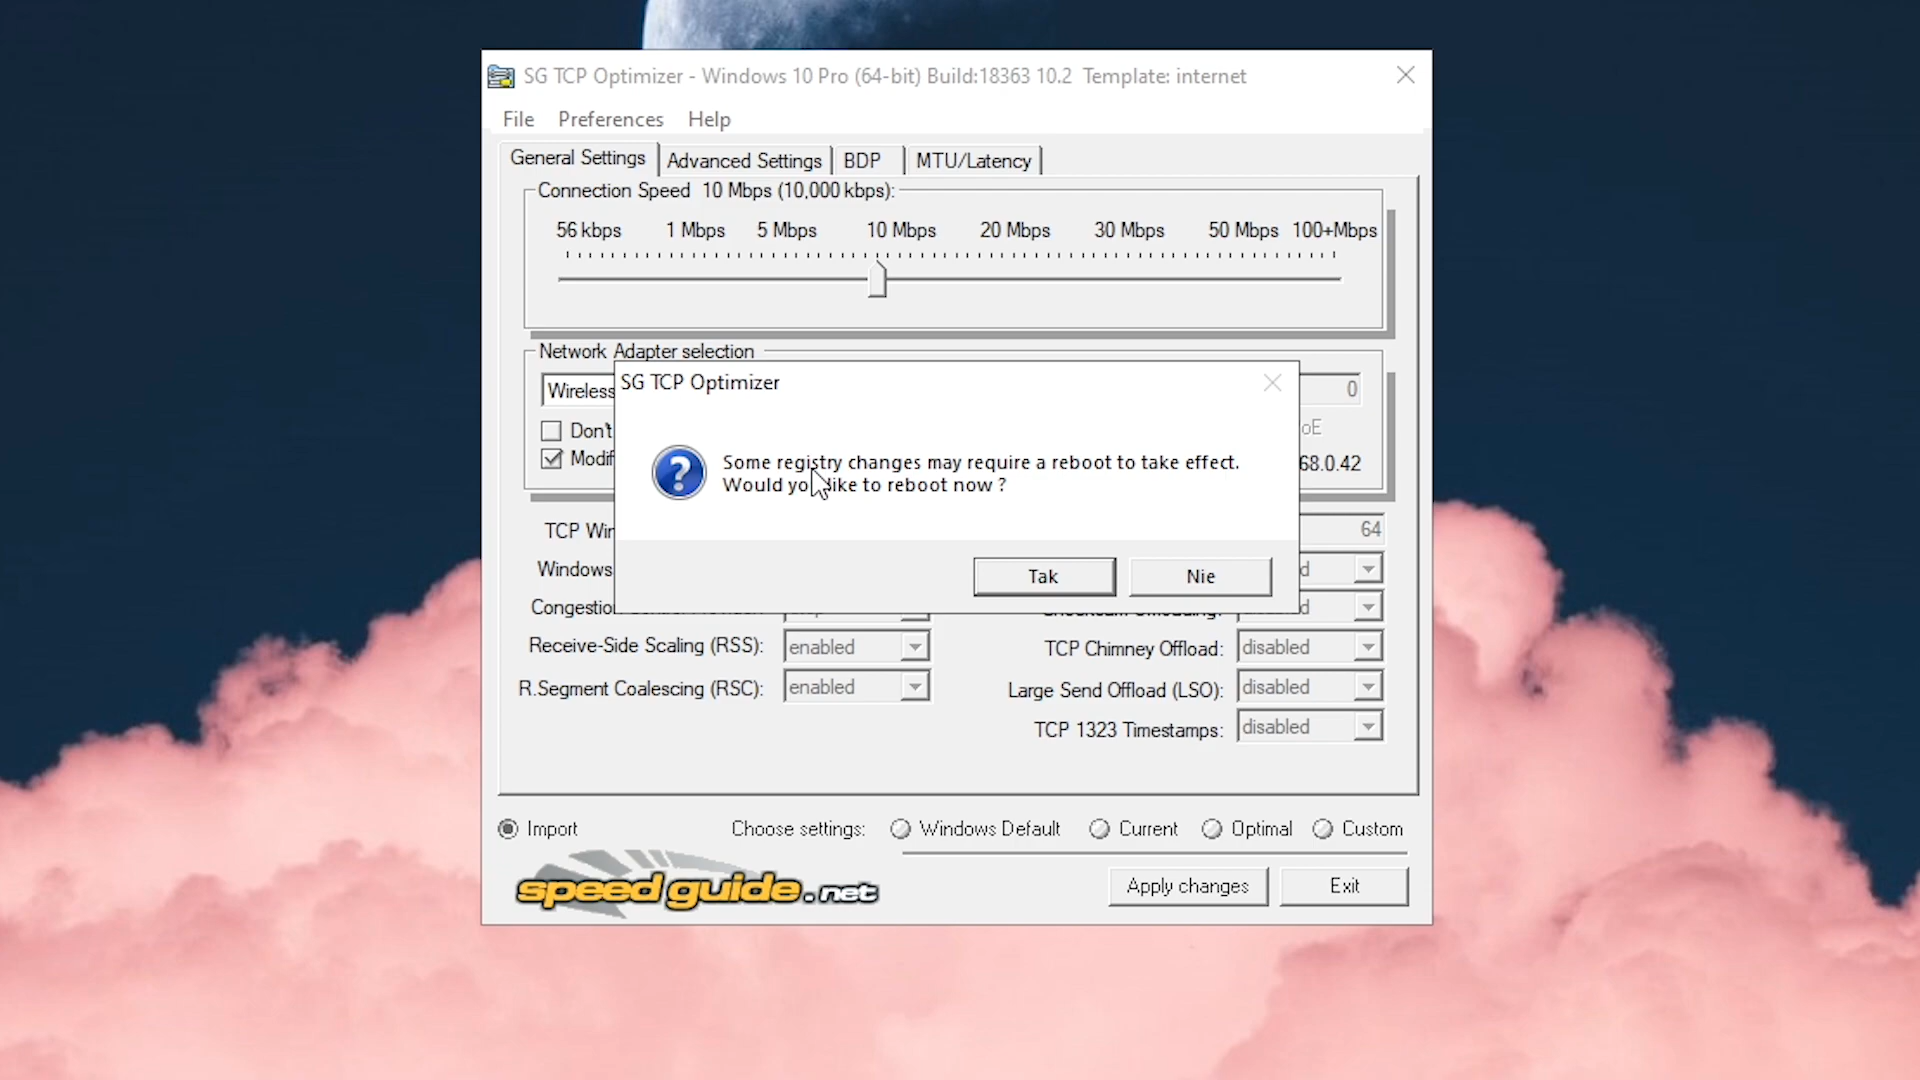 SG TCP Optimizer - Windows 10 Pro (64-bit) Build:18363 10.2 Template: internet
File Preferences Help
General Settings Advanced Settings BDP MTU/Latency
Connection Speed 10 Mbps (10,000 kbps):
56 kbps 1 Mbps 5 Mbps 10 Mbps 20 Mbps 30 Mbps 50 Mbps 100+Mbps
Network Adapter selection
SG TCP Optimizer
Wireless 0
Don't oE
68.0.42
Some registry changes may require a reboot to take effect.
Would you like to reboot now ?
TCP 64
Windows d
Tak Nie
d
Receive-Side Scaling (RSS): enabled TCP Chimney Offload: disabled
R.Segment Coalescing (RSC): enabled Large Send Offload (LSO): disabled
TCP 1323 Timestamps: disabled
Import Choose settings: Windows Default Current Optimal Custom
speedguide.net Apply changes Exit